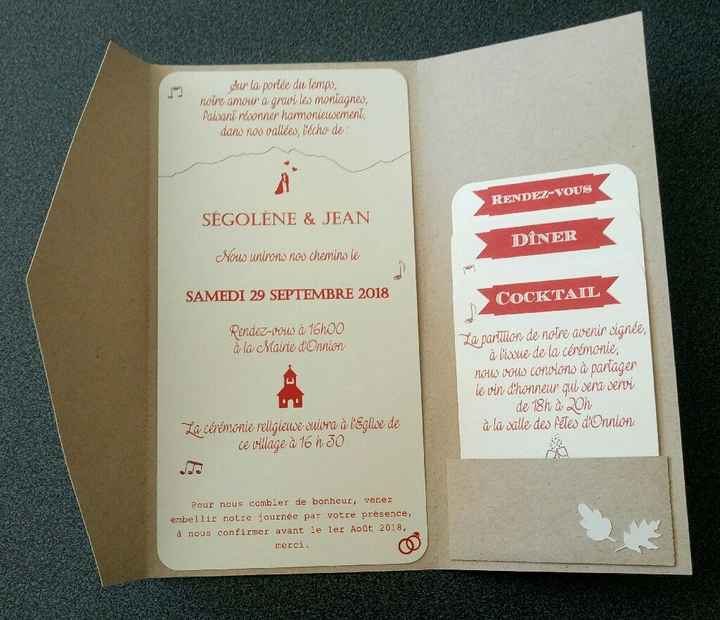 Sur la portée du temps,
notre amour a gravi les montagnes,
Faisant résonner harmonieusement,
dans nos vallées, l'écho de :
SÉGOLÈNE & JEAN
Nous unirons nos chemins le
SAMEDI 29 SEPTEMBRE 2018
Rendez-vous à 16h00
à la Mairie d'Onnion
La cérémonie religieuse suivra à l'Eglise de
ce village à 16 h 30
Pour nous combler de bonheur, venez
embellir notre journée par votre présence,
à nous confirmer avant le 1er Août 2018,
merci.
RENDEZ-VOUS
DÎNER
COCKTAIL
La partition de notre avenir signée,
à l'issue de la cérémonie,
nous vous convions à partager
le vin d'honneur qui sera servi
de 18h à 20h
à la salle des fêtes d'Onnion